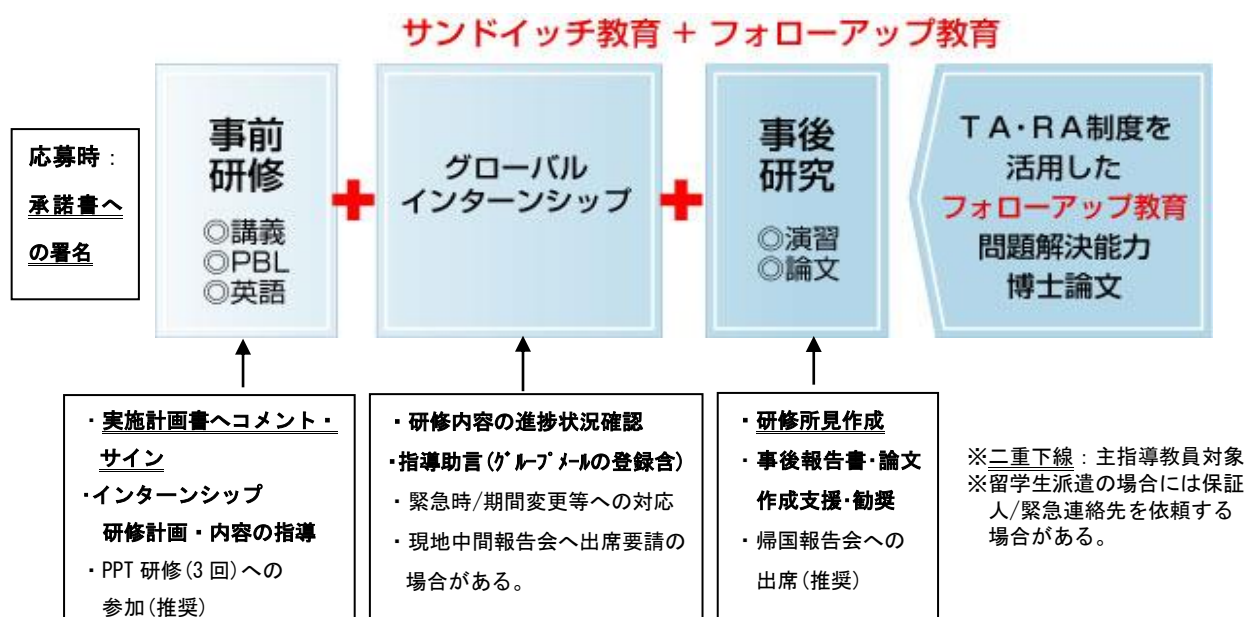 サンドイッチ教育 + フォローアップ教育
応募時：
承諾書へ
の署名
事前
研修
◎講義
◎PBL
◎英語
+
グローバル
インターンシップ
+
事後
研究
◎演習
◎論文
TA・RA制度を
活用した
フォローアップ教育
問題解決能力
博士論文
・実施計画書へコメント・
サイン
・インターンシップ
研修計画・内容の指導
・PPT 研修(3 回)への
参加(推奨)
・研修内容の進捗状況確認
・指導助言(ｸﾞﾙｰﾌﾟﾒｰﾙの登録含)
・緊急時/期間変更等への対応
・現地中間報告会へ出席要請の
場合がある。
・研修所見作成
・事後報告書・論文
作成支援・勧奨
・帰国報告会への
出席(推奨)
※二重下線：主指導教員対象
※留学生派遣の場合には保証
人/緊急連絡先を依頼する
場合がある。